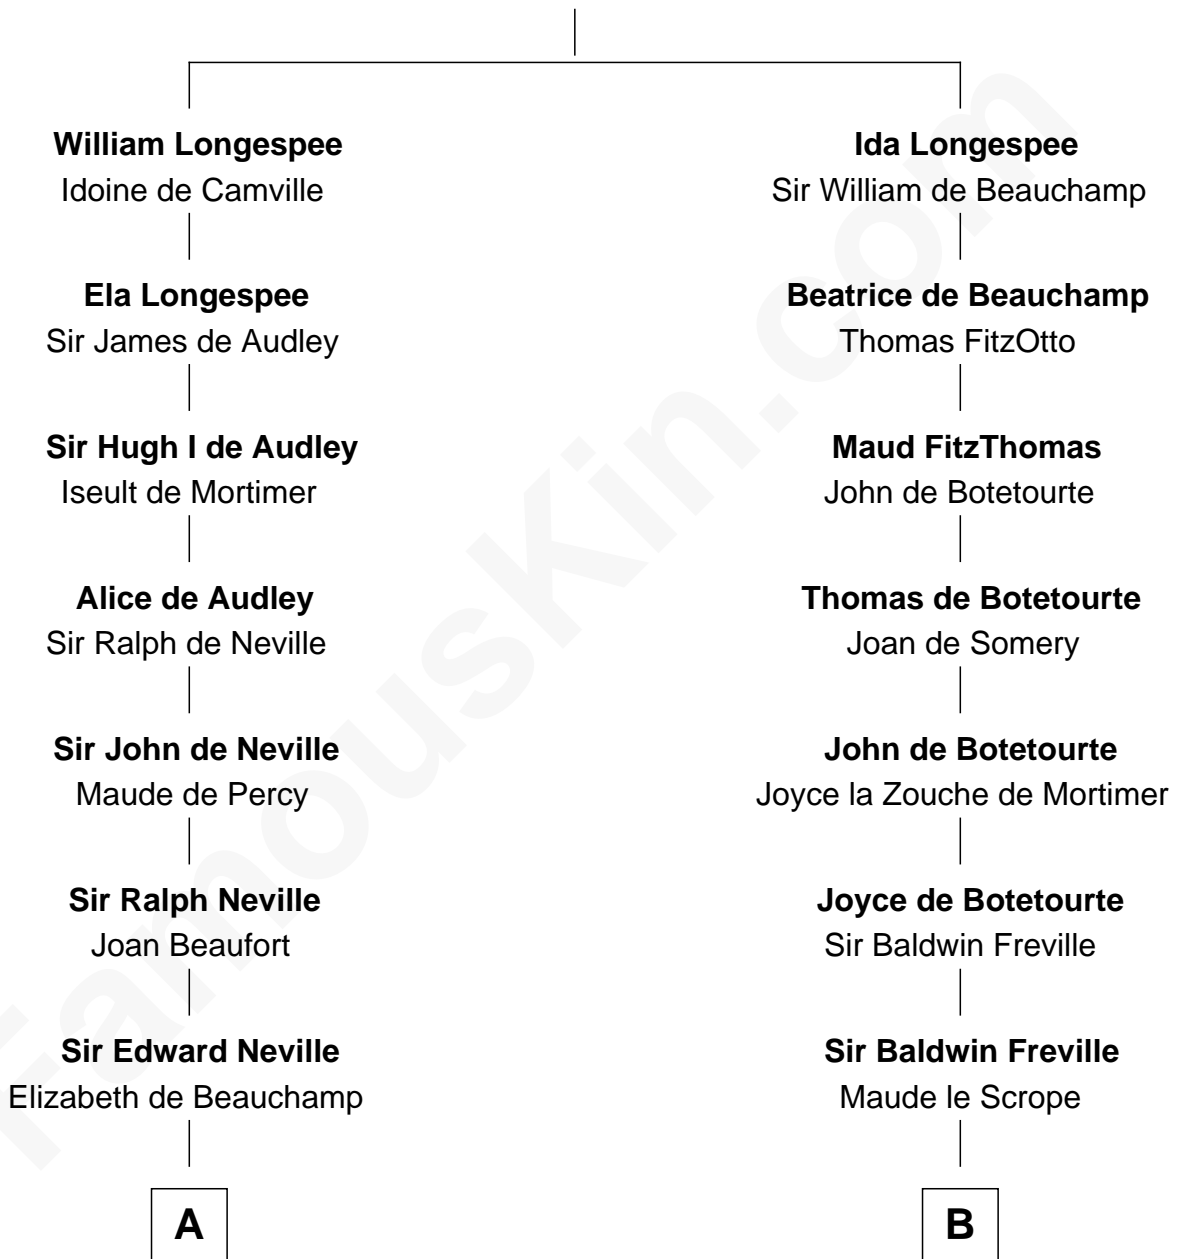 William Longespee
Idoine de Camville
Ida Longespee
Sir William de Beauchamp
Ela Longespee
Sir James de Audley
Beatrice de Beauchamp
Thomas FitzOtto
Sir Hugh I de Audley
Iseult de Mortimer
Maud FitzThomas
John de Botetourte
Alice de Audley
Sir Ralph de Neville
Thomas de Botetourte
Joan de Somery
Sir John de Neville
Maude de Percy
John de Botetourte
Joyce la Zouche de Mortimer
Sir Ralph Neville
Joan Beaufort
Joyce de Botetourte
Sir Baldwin Freville
Sir Edward Neville
Elizabeth de Beauchamp
Sir Baldwin Freville
Maude le Scrope
A
B
FamousKin.com